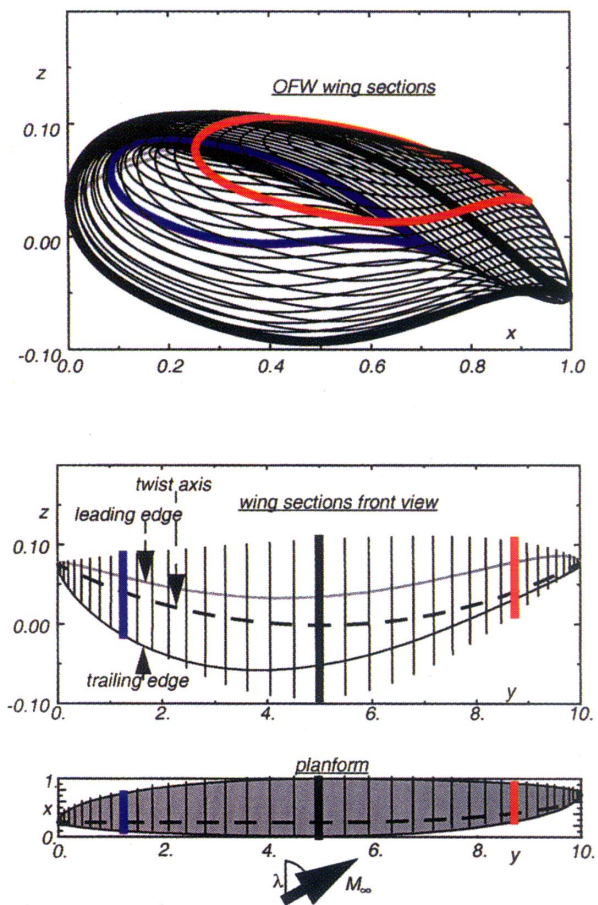 z
OFW wing sections
0.10
0.00
-0.10
x
0.0 0.2 0.4 0.6 0.8 1.0
twist axis
z
leading edge
wing sections front view
0.10
0.00
trailing edge
-0.10
y
0. 2. 4. 6. 8. 10.
planform
1
x
0.
0. 2. 4. 6. 8. y 10.
λ M∞